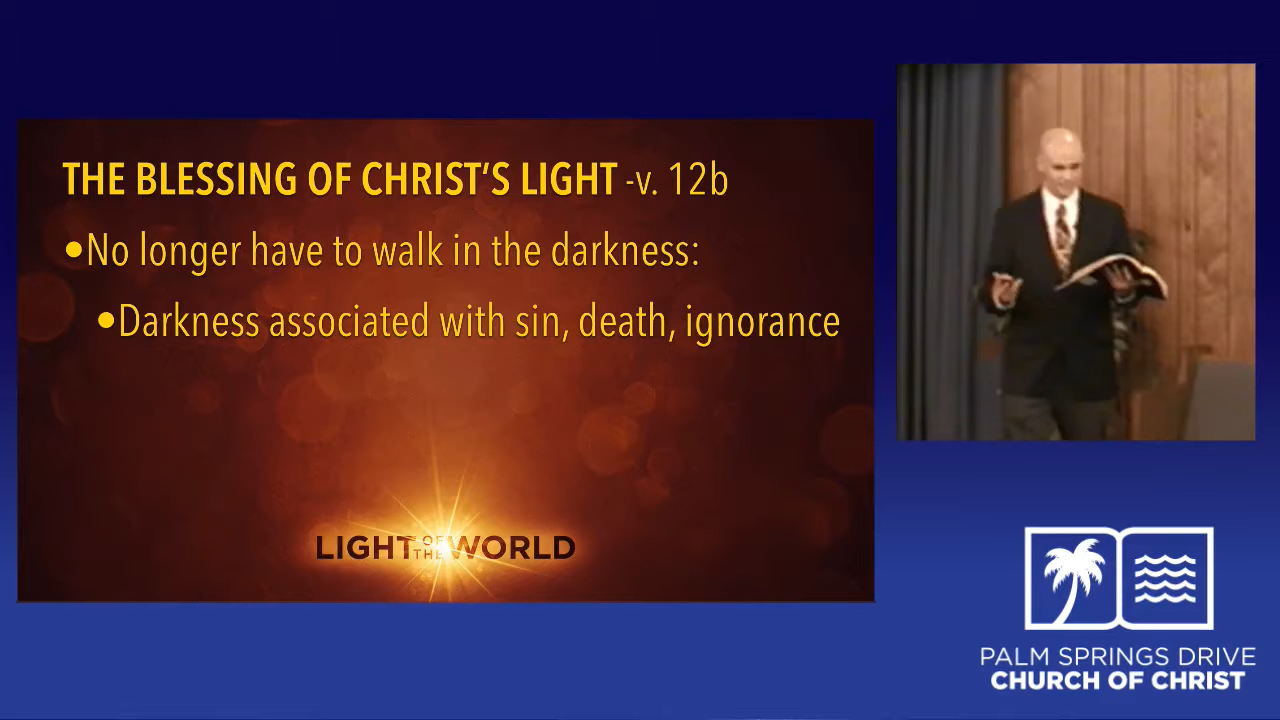 THE BLESSING OF CHRIST'S LIGHT -v. 12b
•No longer have to walk in the darkness:
•Darkness associated with sin, death, ignorance
LIGHT OF THE WORLD
PALM SPRINGS DRIVE
CHURCH OF CHRIST